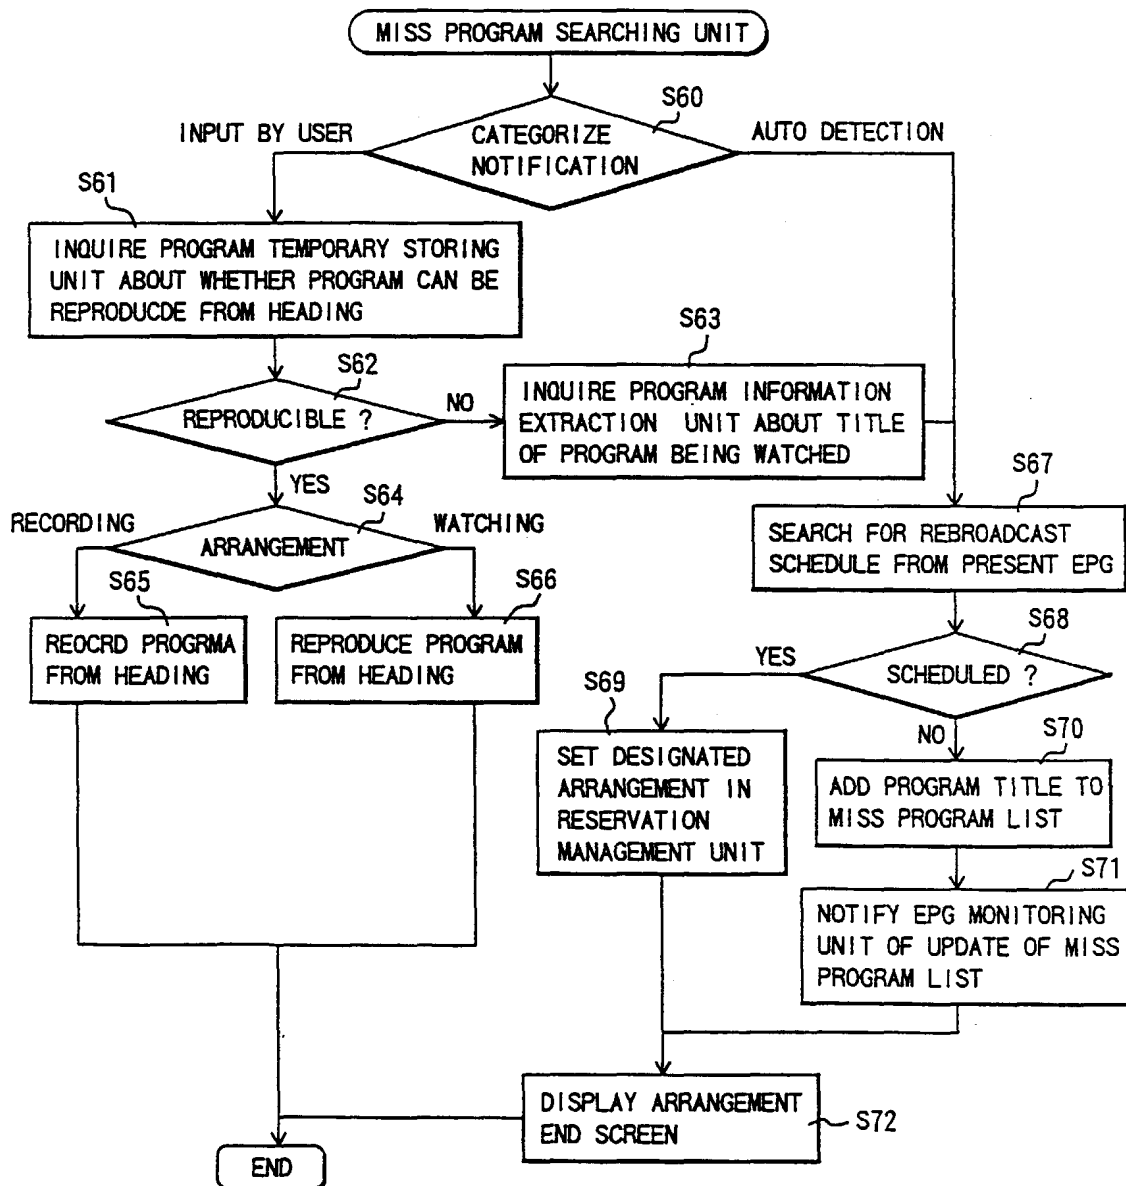 MISS PROGRAM SEARCHING UNIT
S60
INPUT BY USER
CATEGORIZE
NOTIFICATION
AUTO DETECTION
S61
INQUIRE PROGRAM TEMPORARY STORING
UNIT ABOUT WHETHER PROGRAM CAN BE
REPRODUCDE FROM HEADING
S62
REPRODUCIBLE ?
NO
S63
INQUIRE PROGRAM INFORMATION
EXTRACTION UNIT ABOUT TITLE
OF PROGRAM BEING WATCHED
YES
S64
RECORDING
ARRANGEMENT
WATCHING
S67
SEARCH FOR REBROADCAST
SCHEDULE FROM PRESENT EPG
S65
REOCRD PROGRMA
FROM HEADING
S66
REPRODUCE PROGRAM
FROM HEADING
S68
YES
SCHEDULED ?
NO
S69
SET DESIGNATED
ARRANGEMENT IN
RESERVATION
MANAGEMENT UNIT
S70
ADD PROGRAM TITLE TO
MISS PROGRAM LIST
S71
NOTIFY EPG MONITORING
UNIT OF UPDATE OF MISS
PROGRAM LIST
DISPLAY ARRANGEMENT
END SCREEN
S72
END